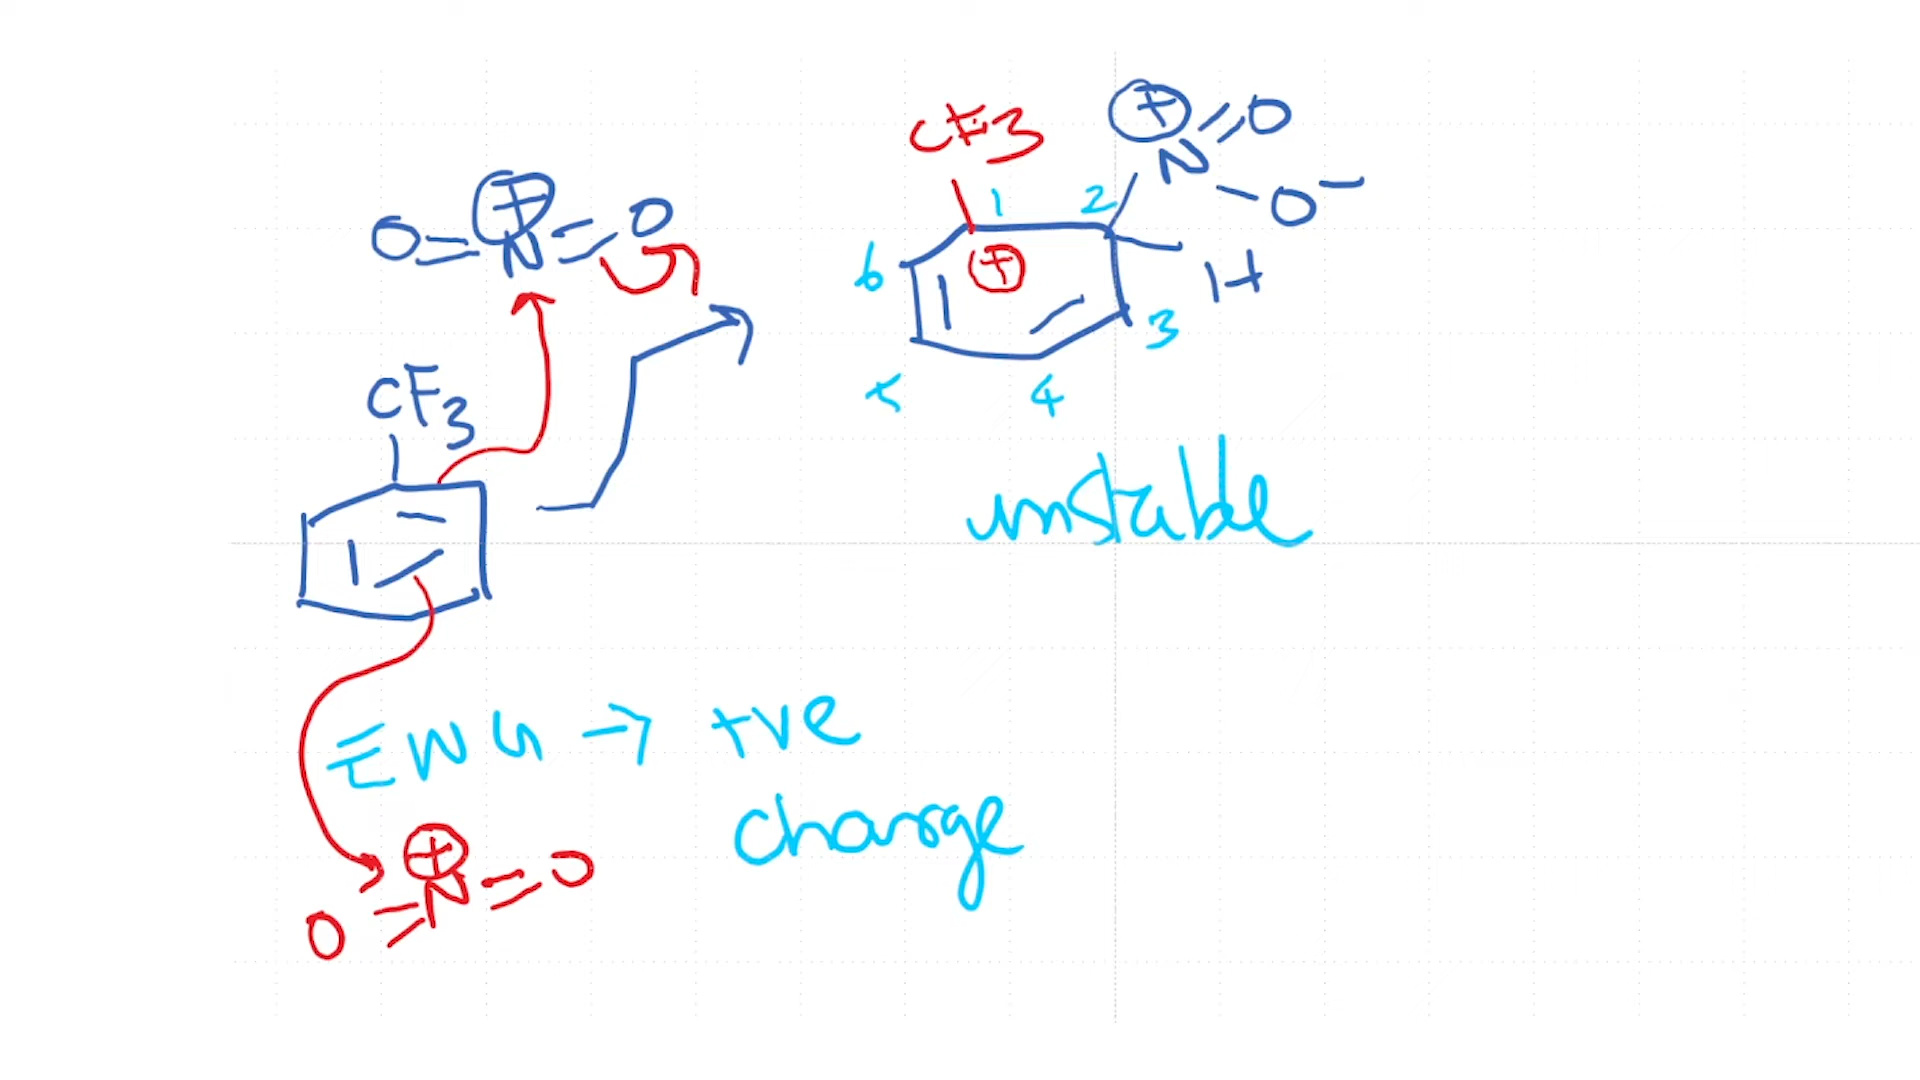 CF3
1
2
⊕
N
=O
-O⁻
H
3
4
5
6
unstable
O=N⊕=O
CF3
EWG → +ve
charge
O=N⊕=O